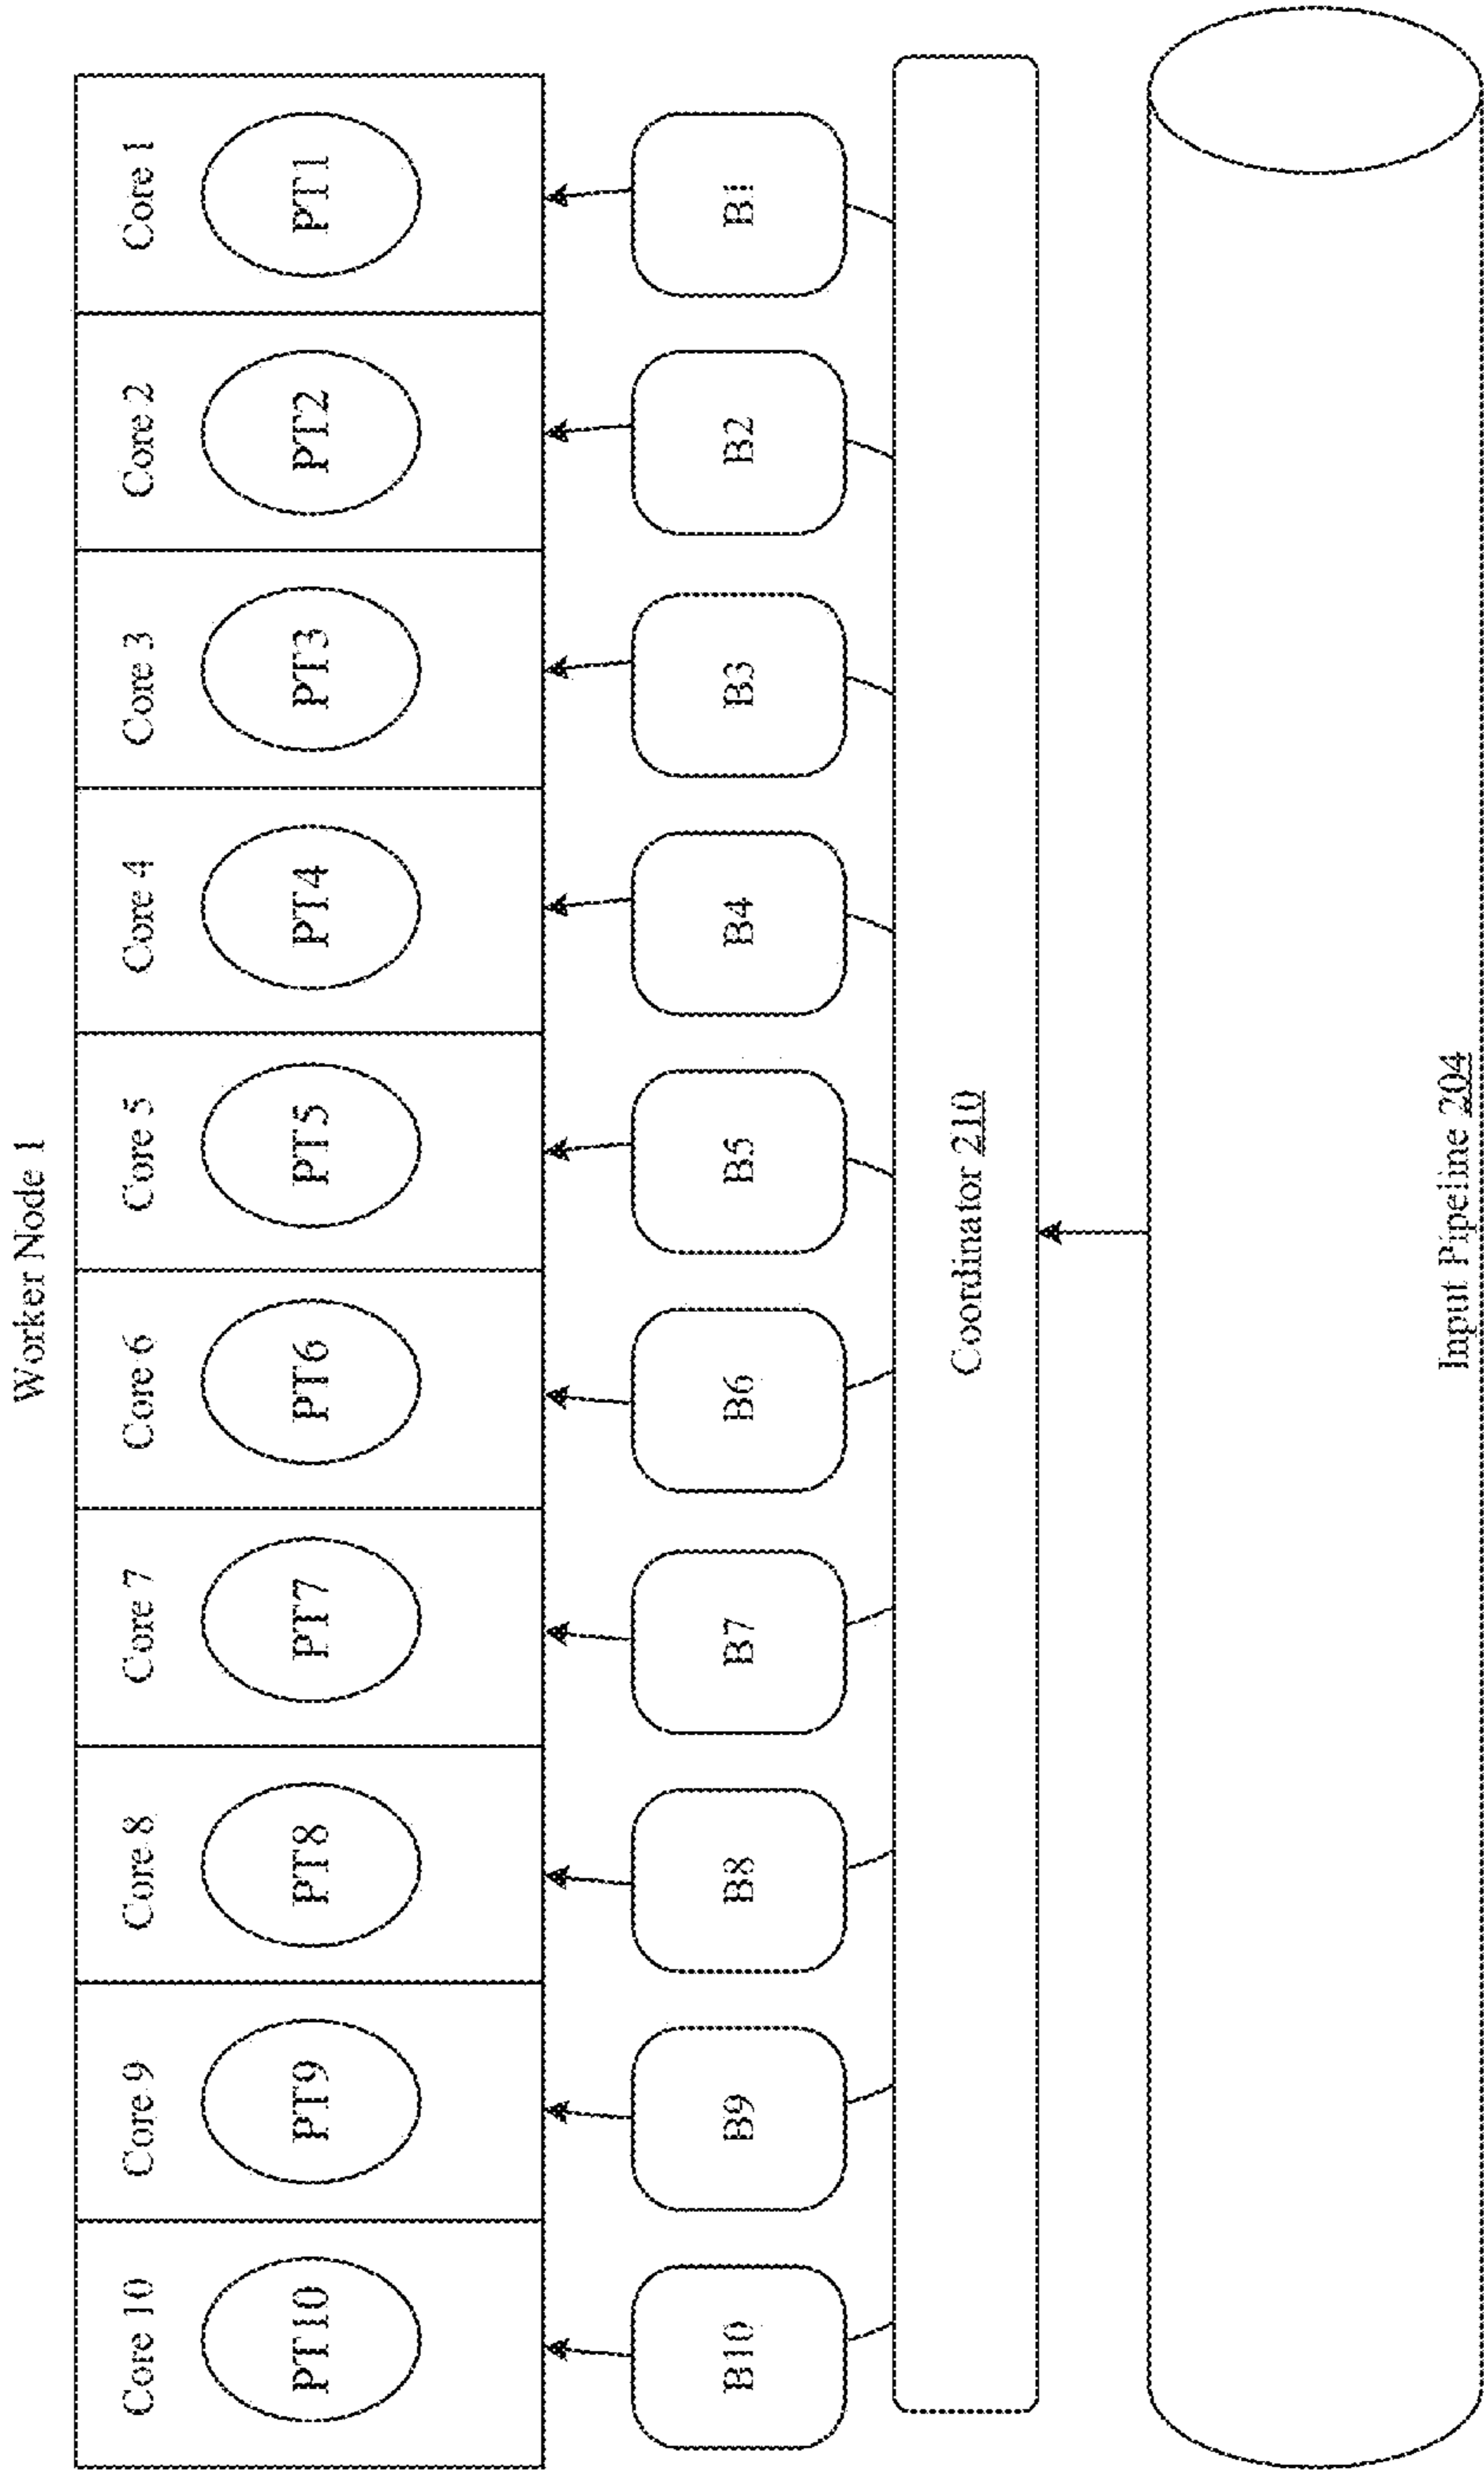 Worker Node 1
Core 10
Core 9
Core 8
Core 7
Core 6
Core 5
Core 4
Core 3
Core 2
Core 1
PT10
PT9
PT8
PT7
PT6
PT5
PT4
PT3
PT2
PT1
B10
B9
B8
B7
B6
B5
B4
B3
B2
B1
Coordinator 210
Input Pipeline 204